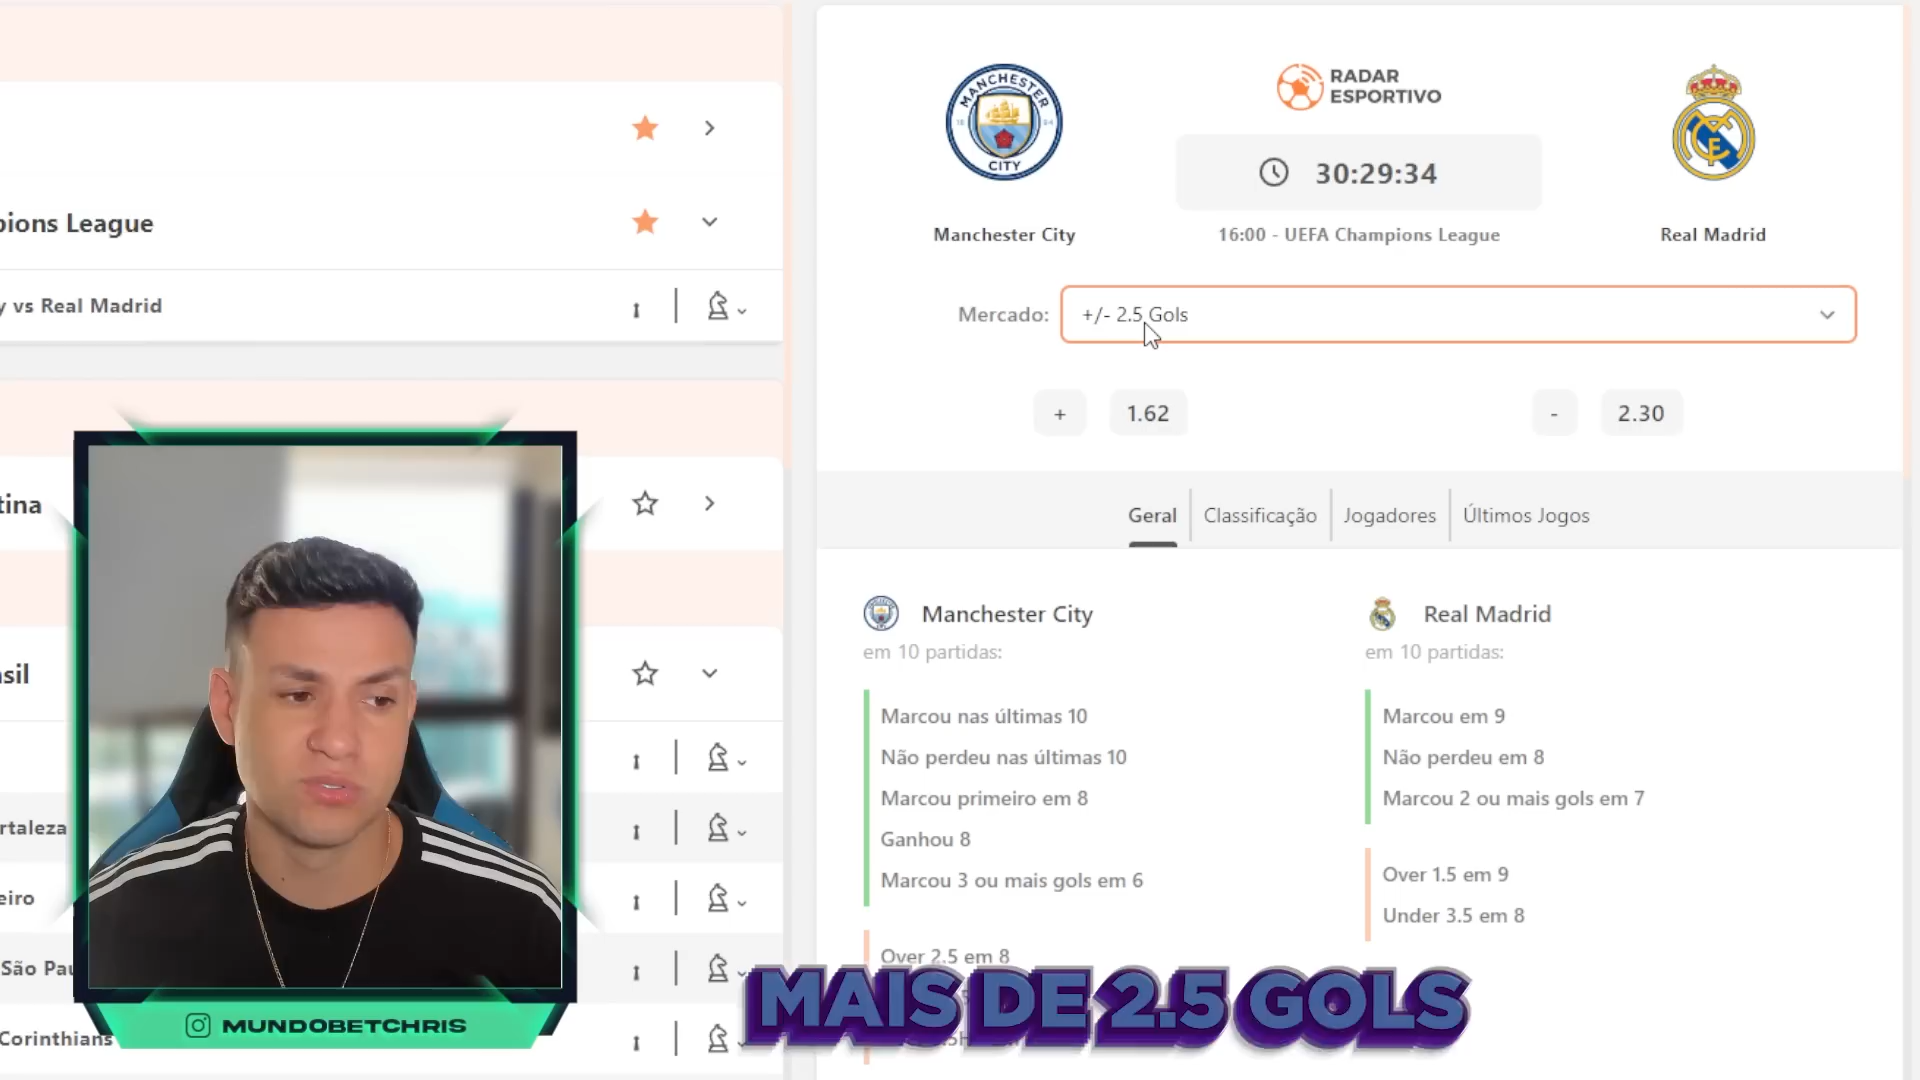 pions League
y vs Real Madrid
tina
sil
rtaleza
eiro
São Pau
Corinthians
MUNDOBETCHRIS
MANCHESTER
CITY
RADAR
ESPORTIVO
30:29:34
Manchester City
16:00 - UEFA Champions League
Real Madrid
Mercado:
+/- 2.5 Gols
+
1.62
-
2.30
Geral
Classificação
Jogadores
Últimos Jogos
Manchester City
em 10 partidas:
Marcou nas últimas 10
Não perdeu nas últimas 10
Marcou primeiro em 8
Ganhou 8
Marcou 3 ou mais gols em 6
Over 2.5 em 8
Real Madrid
em 10 partidas:
Marcou em 9
Não perdeu em 8
Marcou 2 ou mais gols em 7
Over 1.5 em 9
Under 3.5 em 8
MAIS DE 2.5 GOLS